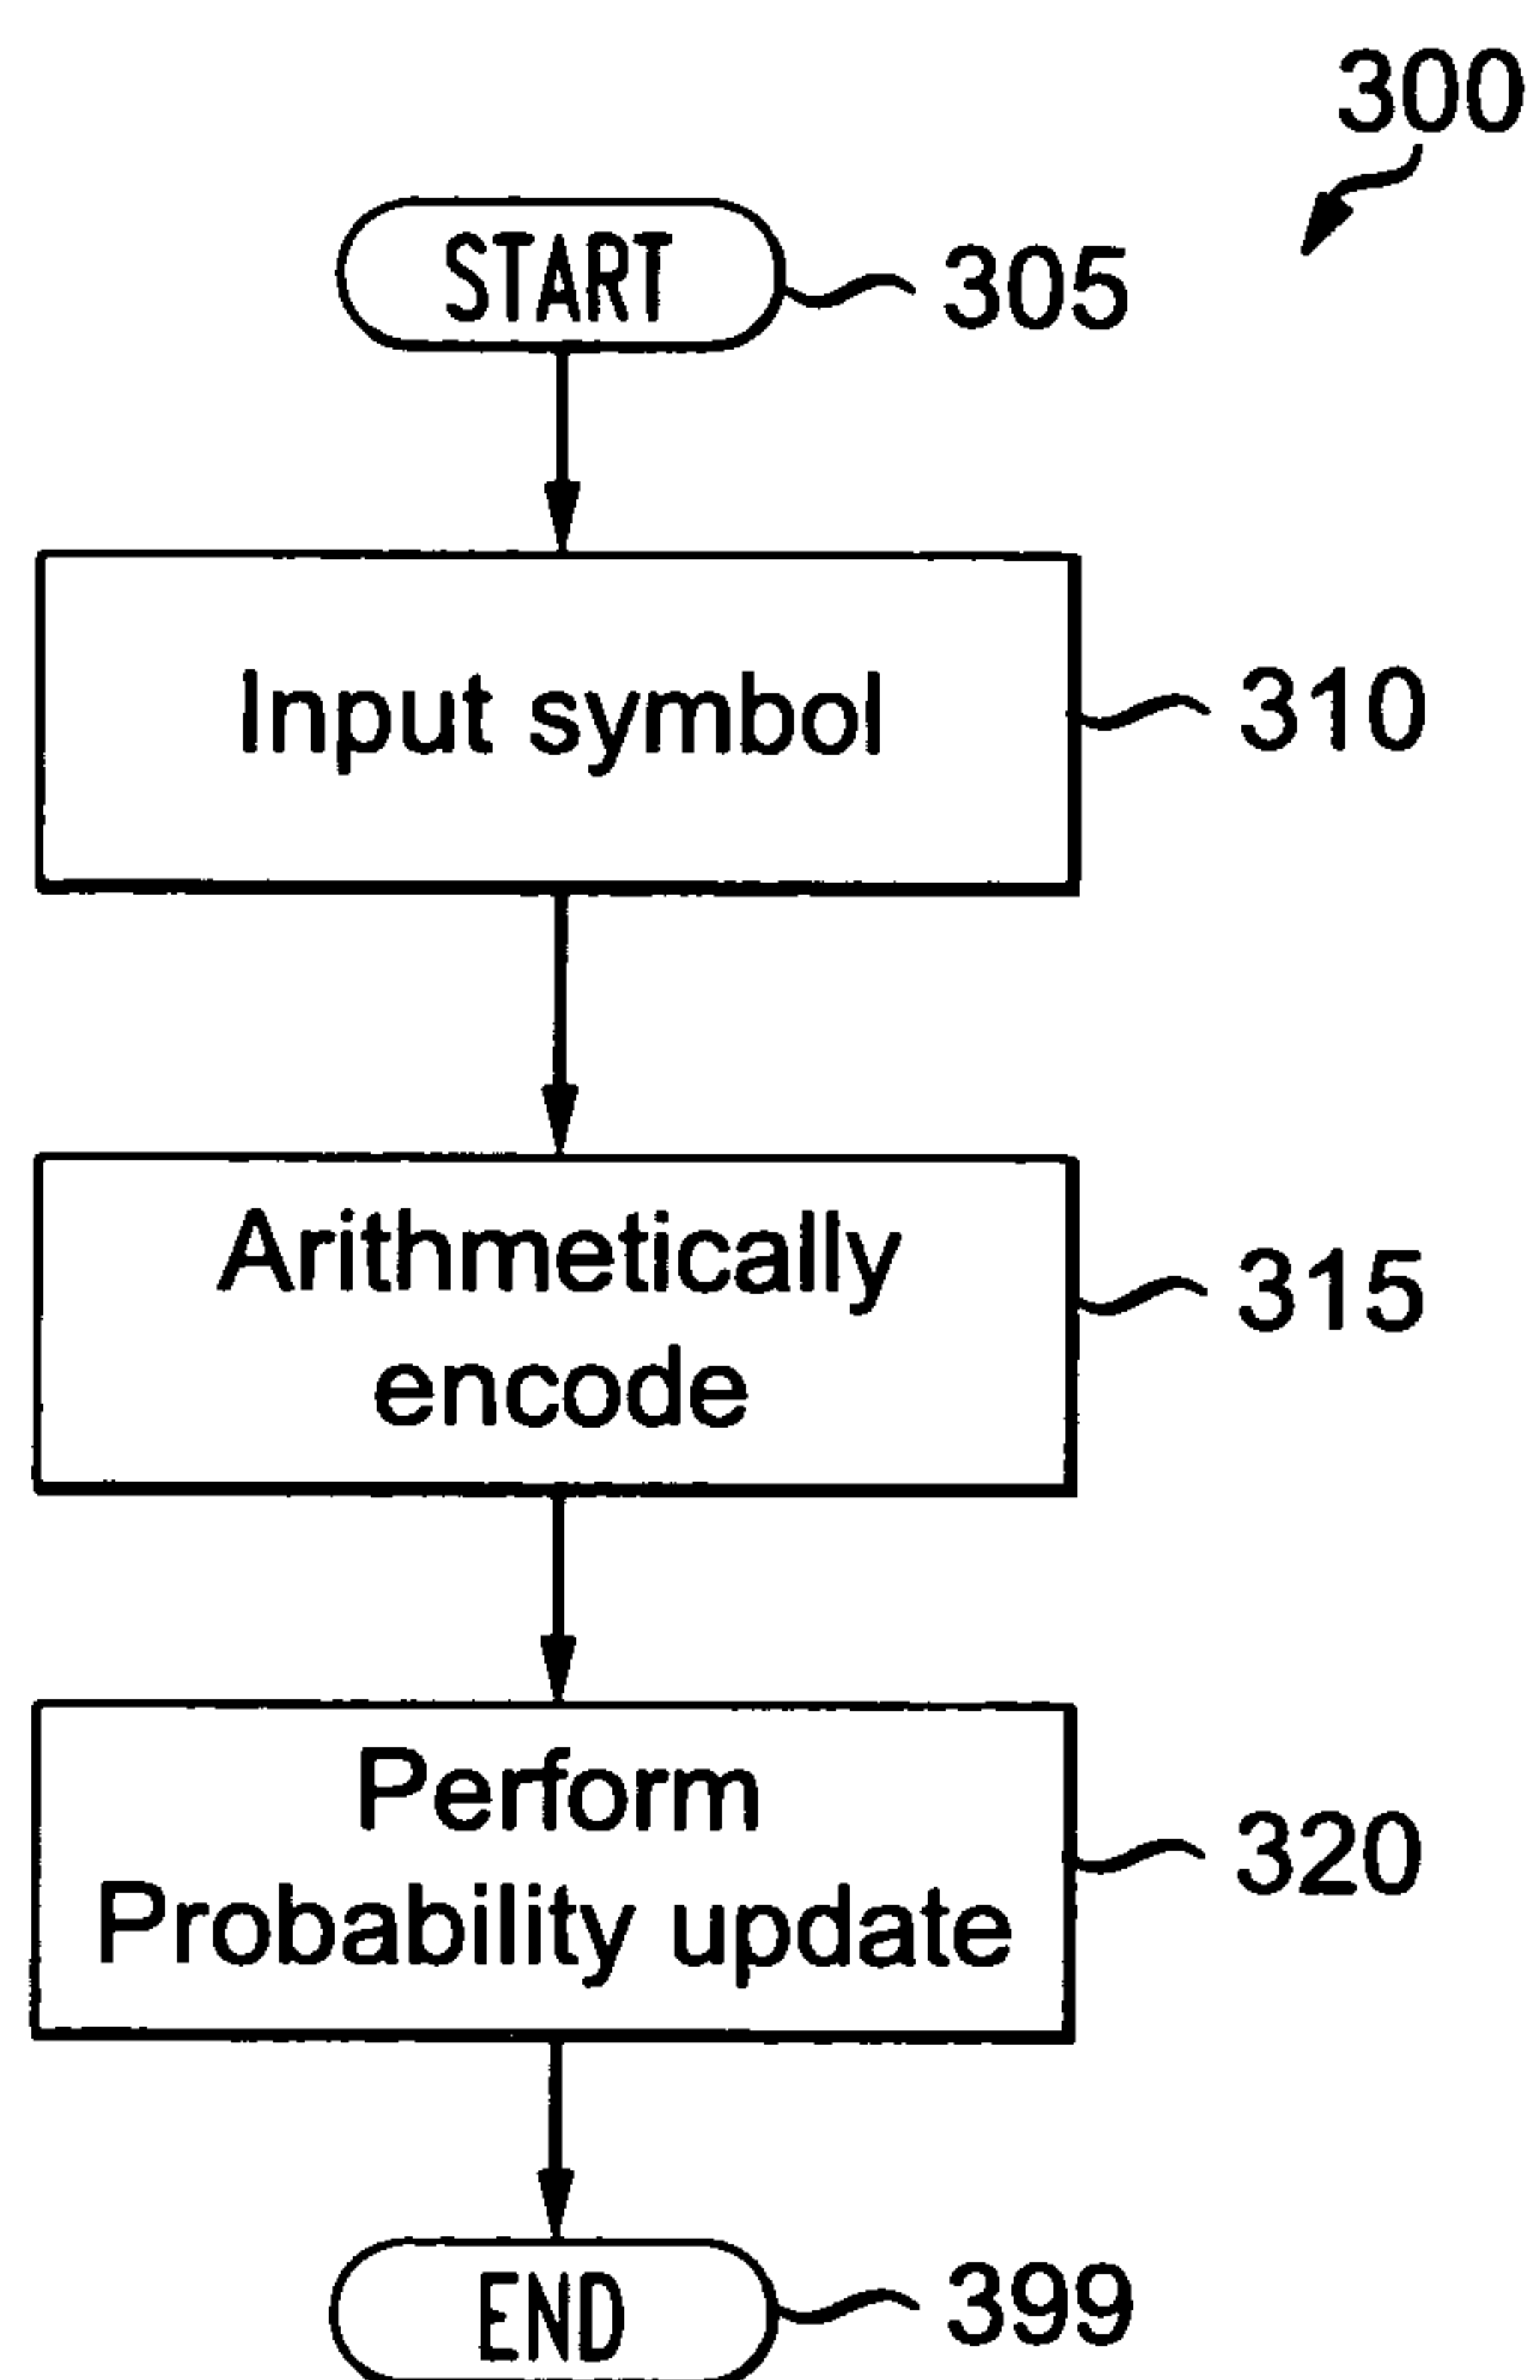 300
START
305
Input symbol
310
Arithmetically
encode
315
Perform
Probability update
320
END
399